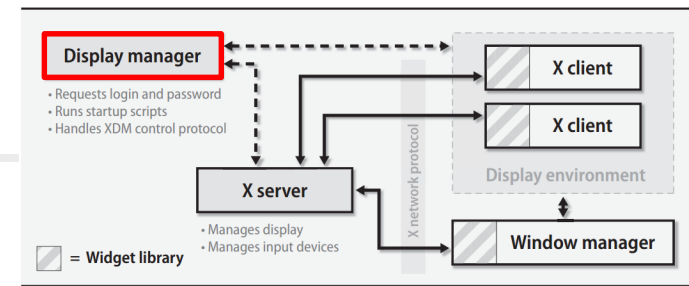 Display manager
• Requests login and password
• Runs startup scripts
• Handles XDM control protocol
X client
X client
Display environment
X network protocol
X server
• Manages display
• Manages input devices
Window manager
= Widget library